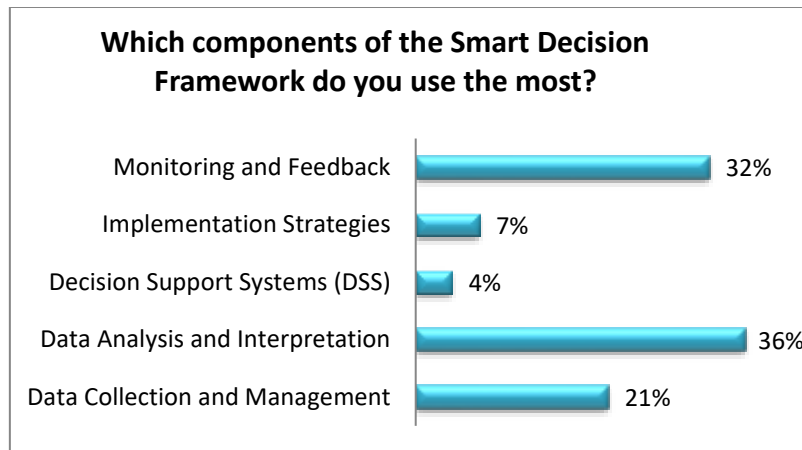 Which components of the Smart Decision
Framework do you use the most?
Monitoring and Feedback 32%
Implementation Strategies 7%
Decision Support Systems (DSS) 4%
Data Analysis and Interpretation 36%
Data Collection and Management 21%